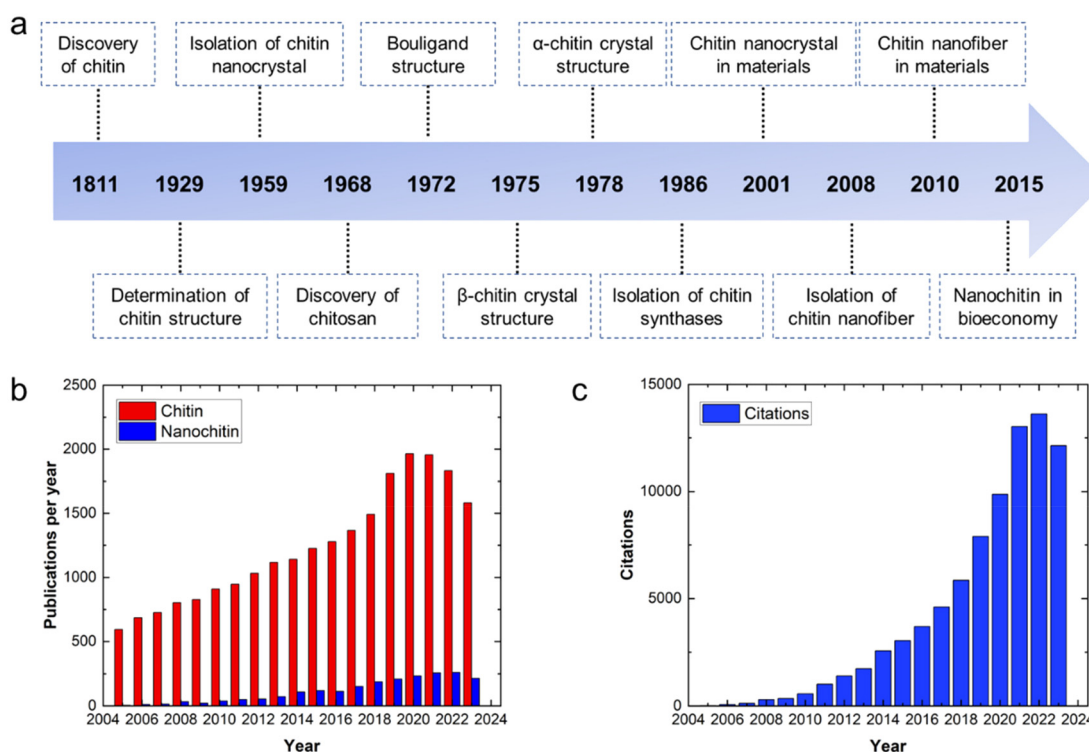 a
Discovery
of chitin
Isolation of chitin
nanocrystal
Bouligand
structure
α-chitin crystal
structure
Chitin nanocrystal
in materials
Chitin nanofiber
in materials
1811 1929 1959 1968 1972 1975 1978 1986 2001 2008 2010 2015
Determination of
chitin structure
Discovery of
chitosan
β-chitin crystal
structure
Isolation of chitin
synthases
Isolation of
chitin nanofiber
Nanochitin in
bioeconomy
b
2500
2000
1500
1000
500
0
Publications per year
Chitin
Nanochitin
2004 2006 2008 2010 2012 2014 2016 2018 2020 2022 2024
Year
c
15000
10000
5000
0
Citations
Citations
2004 2006 2008 2010 2012 2014 2016 2018 2020 2022 2024
Year